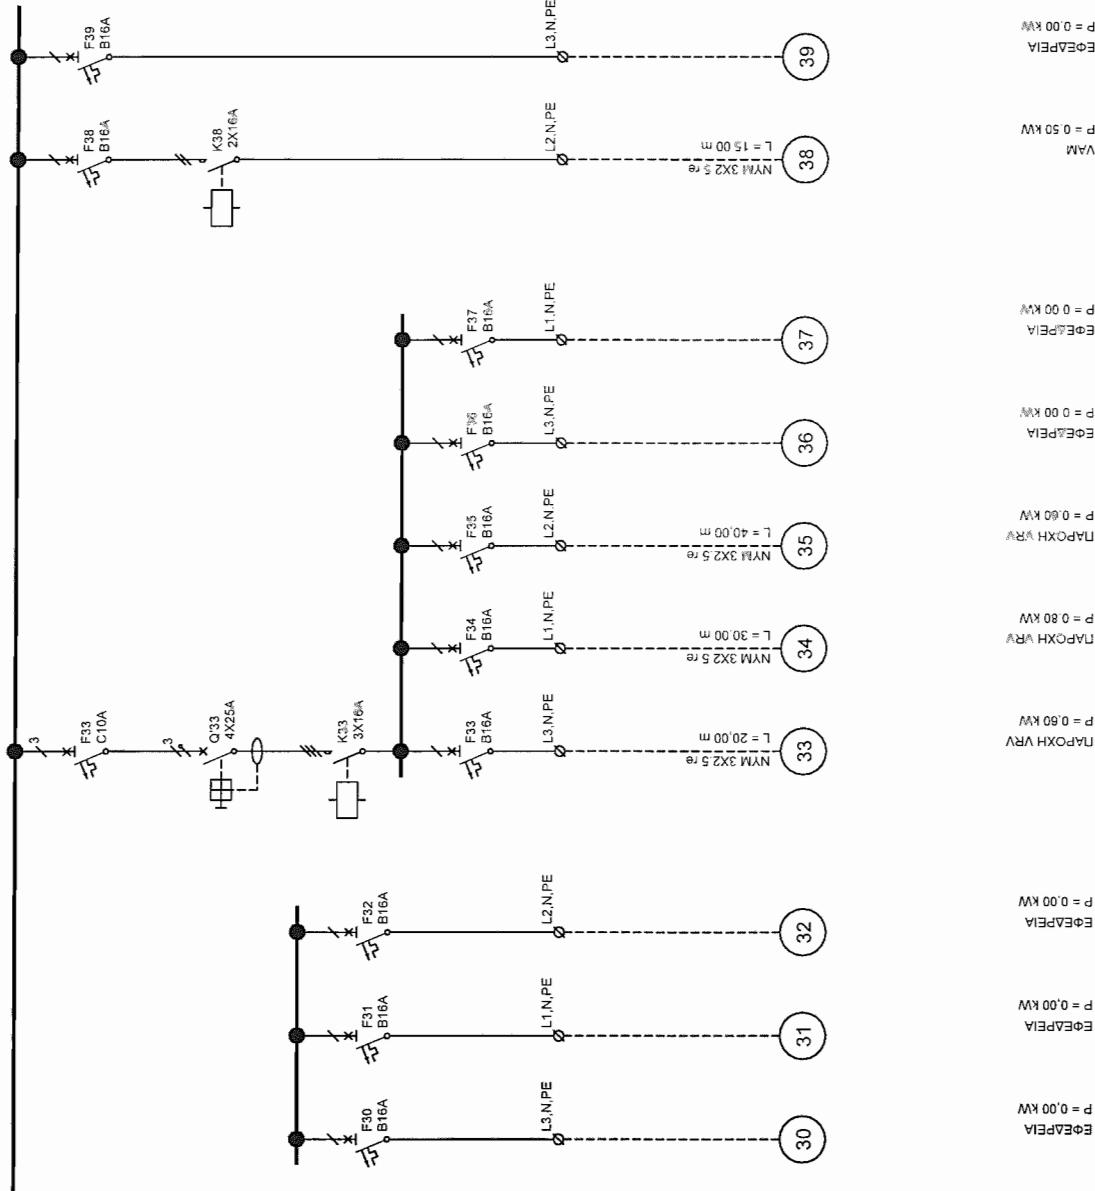 F39
B16A
L3,N,PE
39
ΕΦΕΔΡΕΙΑ
P = 0.00 kW
F38
B16A
K38
2X16A
L2,N,PE
NYM 3X2.5 re
L = 15.00 m
38
VAM
P = 0.50 kW
F37
B16A
L1,N,PE
37
ΕΦΕΔΡΕΙΑ
P = 0.00 kW
F36
B16A
L3,N,PE
36
ΕΦΕΔΡΕΙΑ
P = 0.00 kW
F35
B16A
L2,N,PE
NYM 3X2.5 re
L = 40,00 m
35
ΠΑΡΟΧΗ VRV
P = 0.60 kW
F34
B16A
L1,N,PE
NYM 3X2.5 re
L = 30.00 m
34
ΠΑΡΟΧΗ VRV
P = 0.80 kW
3
F33
C10A
3
Q'33
4X25A
K33
3X16A
F33
B16A
L3,N,PE
NYM 3X2.5 re
L = 20,00 m
33
ΠΑΡΟΧΗ VRV
P = 0,60 kW
F32
B16A
L2,N,PE
32
ΕΦΕΔΡΕΙΑ
P = 0,00 kW
F31
B16A
L1,N,PE
31
ΕΦΕΔΡΕΙΑ
P = 0,00 kW
F30
B16A
L3,N,PE
30
ΕΦΕΔΡΕΙΑ
P = 0,00 kW